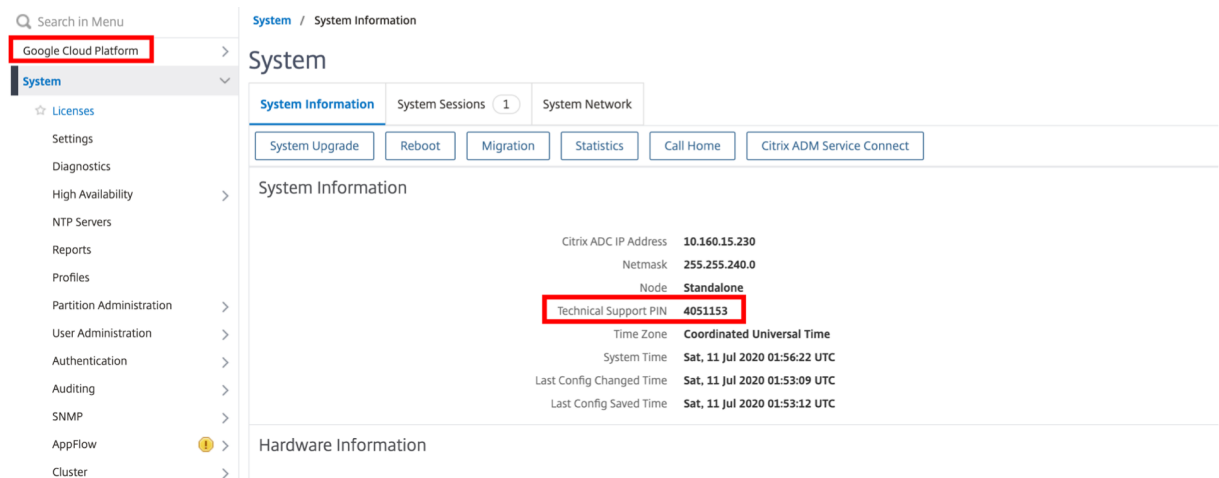 Search in Menu
Google Cloud Platform
System
Licenses
Settings
Diagnostics
High Availability
NTP Servers
Reports
Profiles
Partition Administration
User Administration
Authentication
Auditing
SNMP
AppFlow
Cluster
System / System Information
System
System Information System Sessions 1 System Network
System Upgrade Reboot Migration Statistics Call Home Citrix ADM Service Connect
System Information
Citrix ADC IP Address 10.160.15.230
Netmask 255.255.240.0
Node Standalone
Technical Support PIN 4051153
Time Zone Coordinated Universal Time
System Time Sat, 11 Jul 2020 01:56:22 UTC
Last Config Changed Time Sat, 11 Jul 2020 01:53:09 UTC
Last Config Saved Time Sat, 11 Jul 2020 01:53:12 UTC
Hardware Information